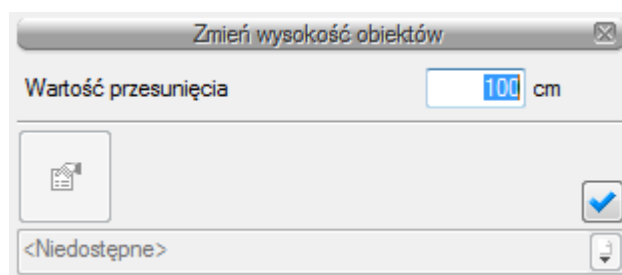 Zmień wysokość obiektów
Wartość przesunięcia 100 cm
<Niedostępne>